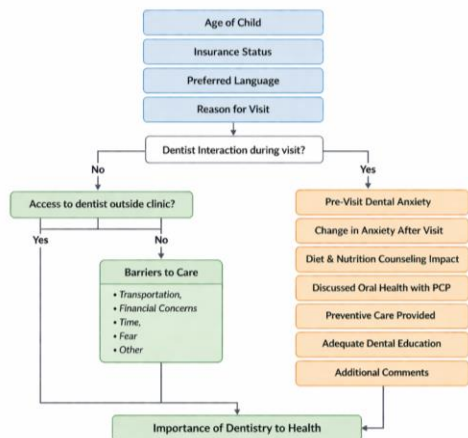 Age of Child
Insurance Status
Preferred Language
Reason for Visit
Dentist Interaction during visit?
No
Yes
Access to dentist outside clinic?
Yes
No
Barriers to Care
• Transportation,
• Financial Concerns
• Time,
• Fear
• Other
Pre-Visit Dental Anxiety
Change in Anxiety After Visit
Diet & Nutrition Counseling Impact
Discussed Oral Health with PCP
Preventive Care Provided
Adequate Dental Education
Additional Comments
Importance of Dentistry to Health